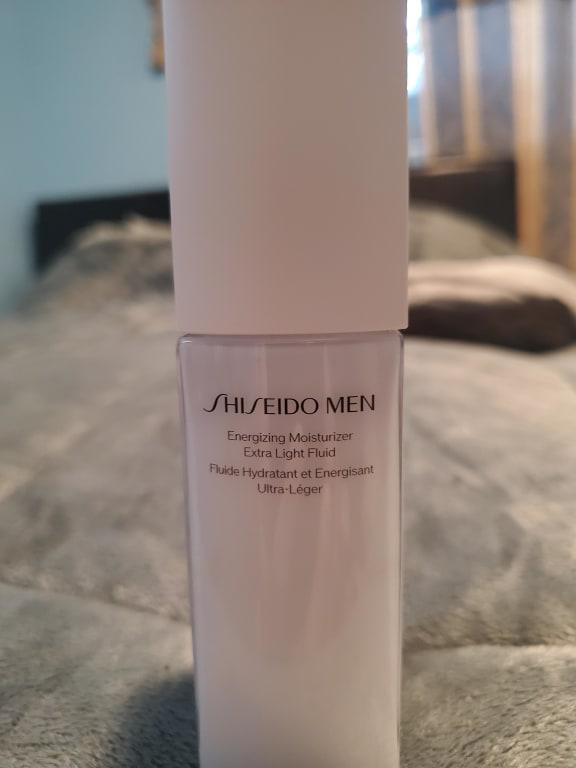 SHISEIDO MEN
Energizing Moisturizer
Extra Light Fluid
Fluide Hydratant et Energisant
Ultra-Léger